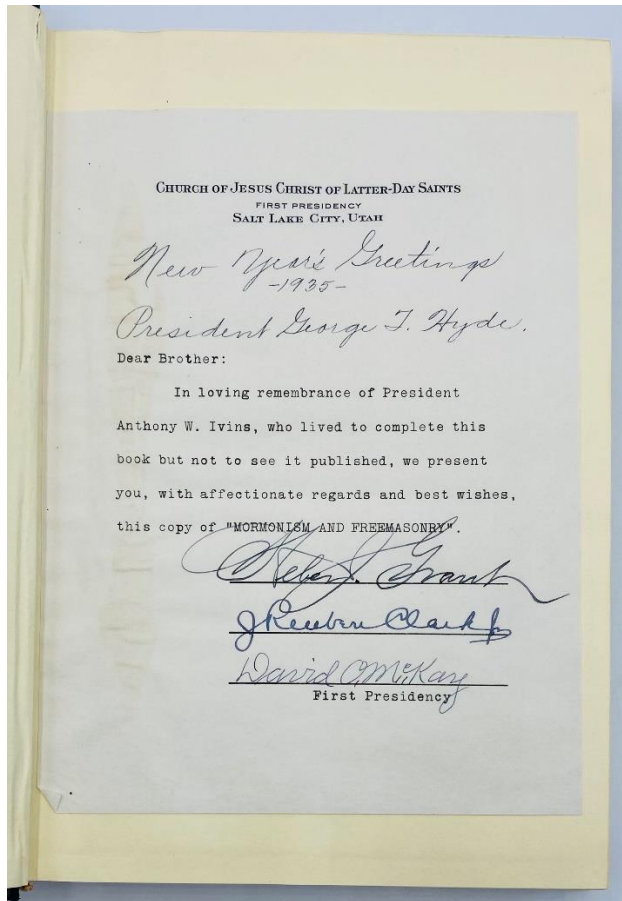 CHURCH OF JESUS CHRIST OF LATTER-DAY SAINTS
FIRST PRESIDENCY
SALT LAKE CITY, UTAH
New Year's Greetings
-1935-
President George T. Hyde.
Dear Brother:
In loving remembrance of President
Anthony W. Ivins, who lived to complete this
book but not to see it published, we present
you, with affectionate regards and best wishes,
this copy of "MORMONISM AND FREEMASONRY".
Heber J. Grant
J Reuben Clark Jr
David O. McKay
First Presidency